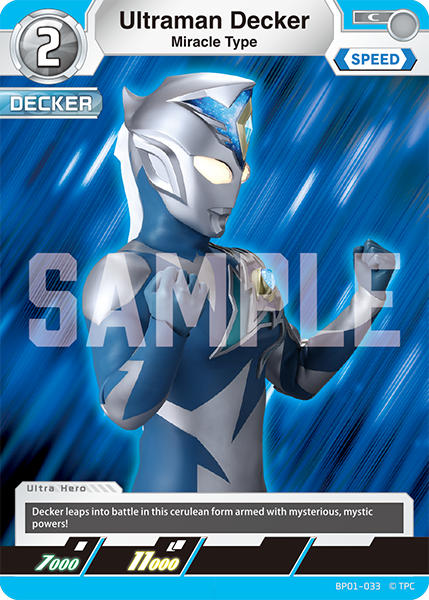 2
Ultraman Decker
Miracle Type
C
SPEED
DECKER
SAMPLE
Ultra Hero
Decker leaps into battle in this cerulean form armed with mysterious, mystic
powers!
7000
11000
BP01-033 © TPC